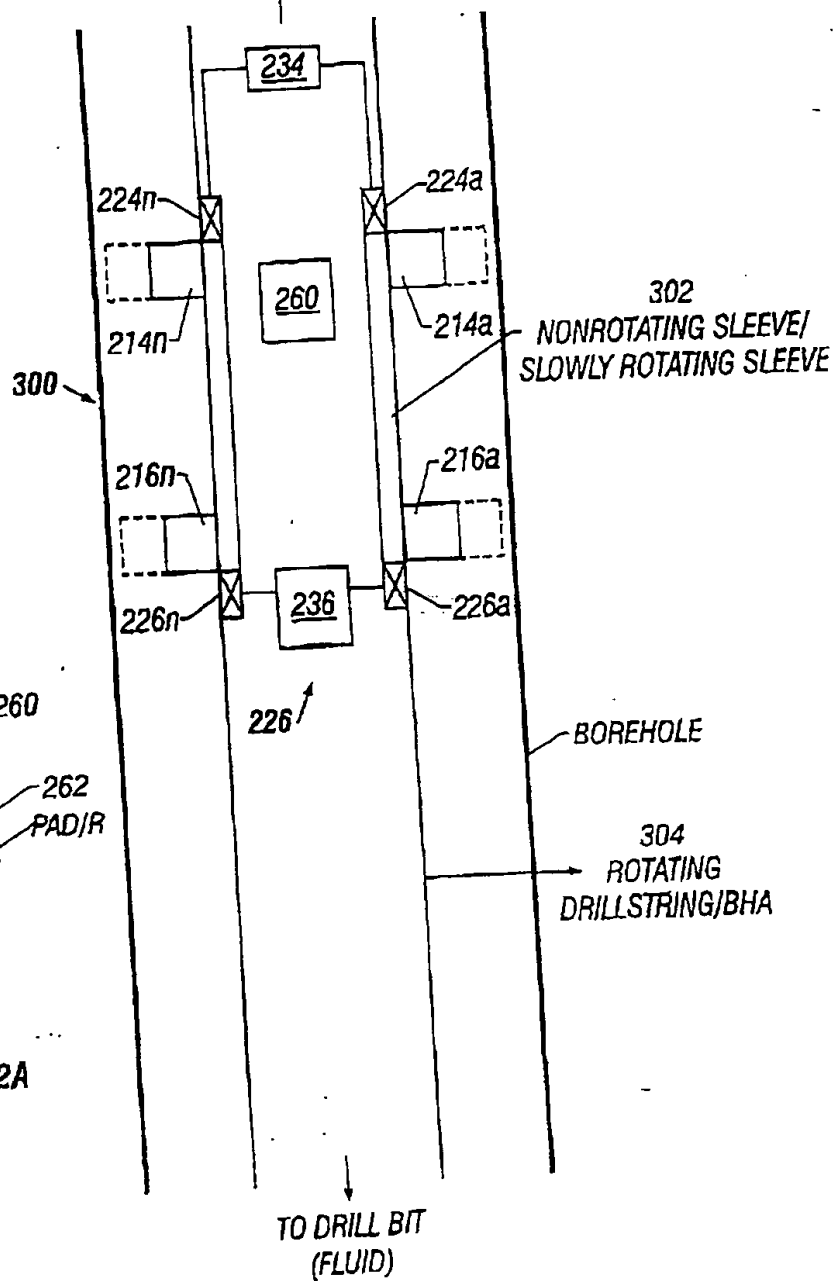 234
224n
224a
260
214n
214a
302
NONROTATING SLEEVE/
SLOWLY ROTATING SLEEVE
300
216n
216a
226n
236
226a
260
226
BOREHOLE
262
PAD/R
304
ROTATING
DRILLSTRING/BHA
2A
TO DRILL BIT
(FLUID)